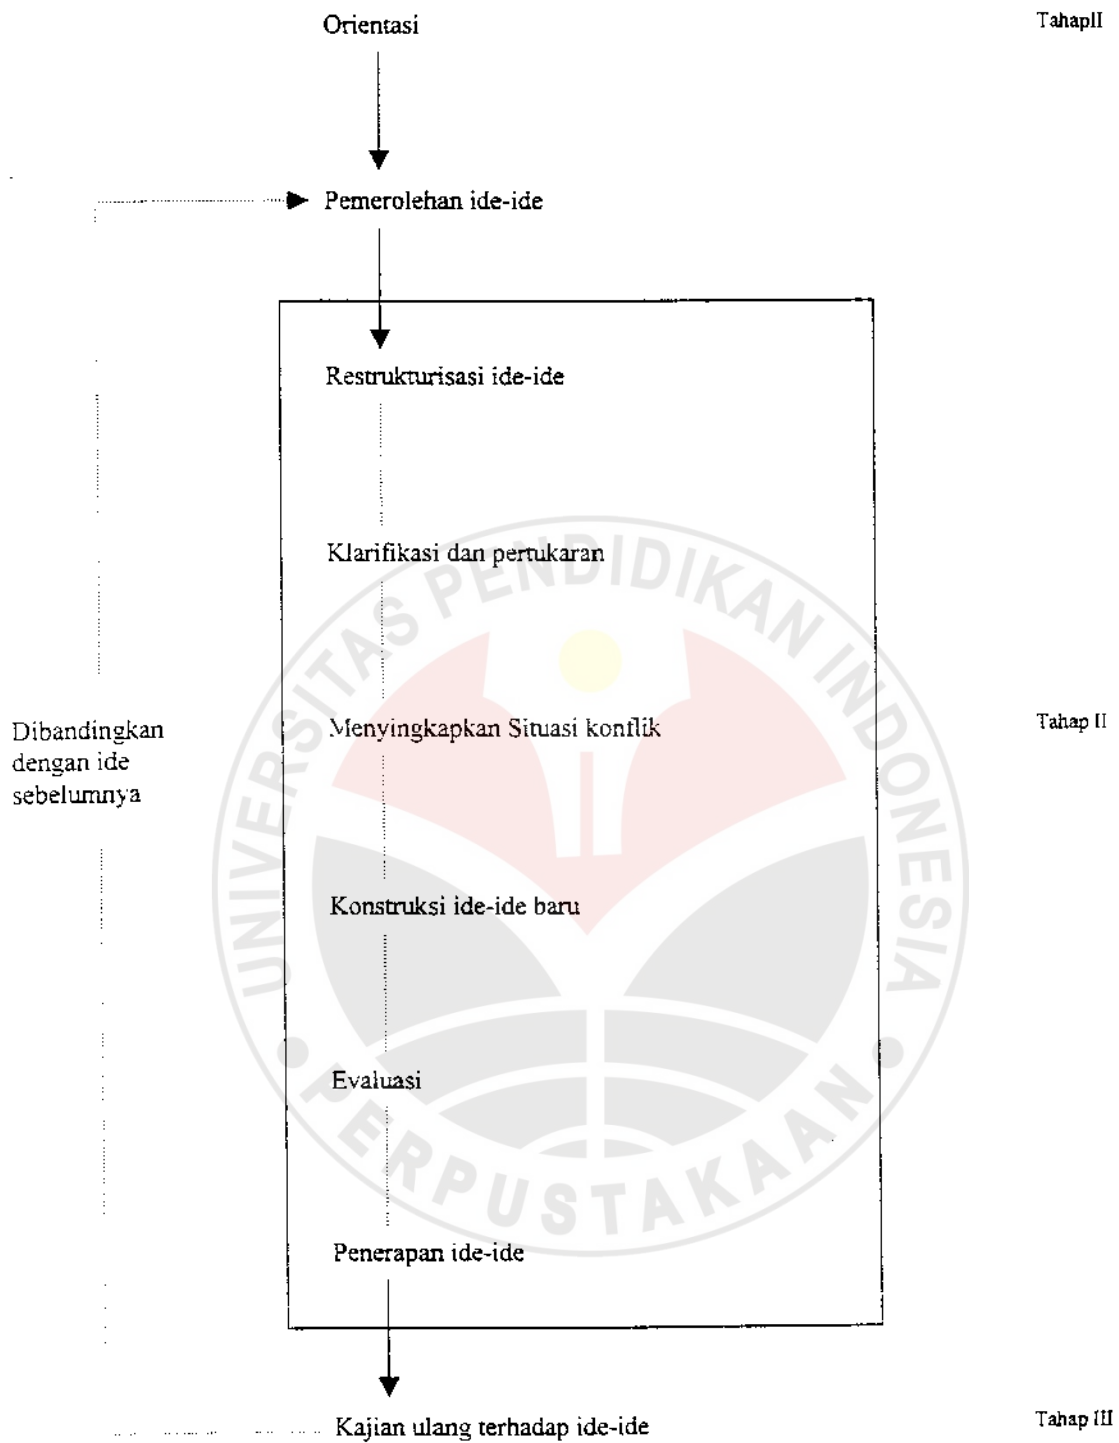 Orientasi
TahapII
Pemerolehan ide-ide
Restrukturisasi ide-ide
Klarifikasi dan pertukaran
Menyingkapkan Situasi konflik
Tahap II
Dibandingkan
dengan ide
sebelumnya
Konstruksi ide-ide baru
Evaluasi
Penerapan ide-ide
Kajian ulang terhadap ide-ide
Tahap III
UNIVERSITAS PENDIDIKAN INDONESIA
PERPUSTAKAAN